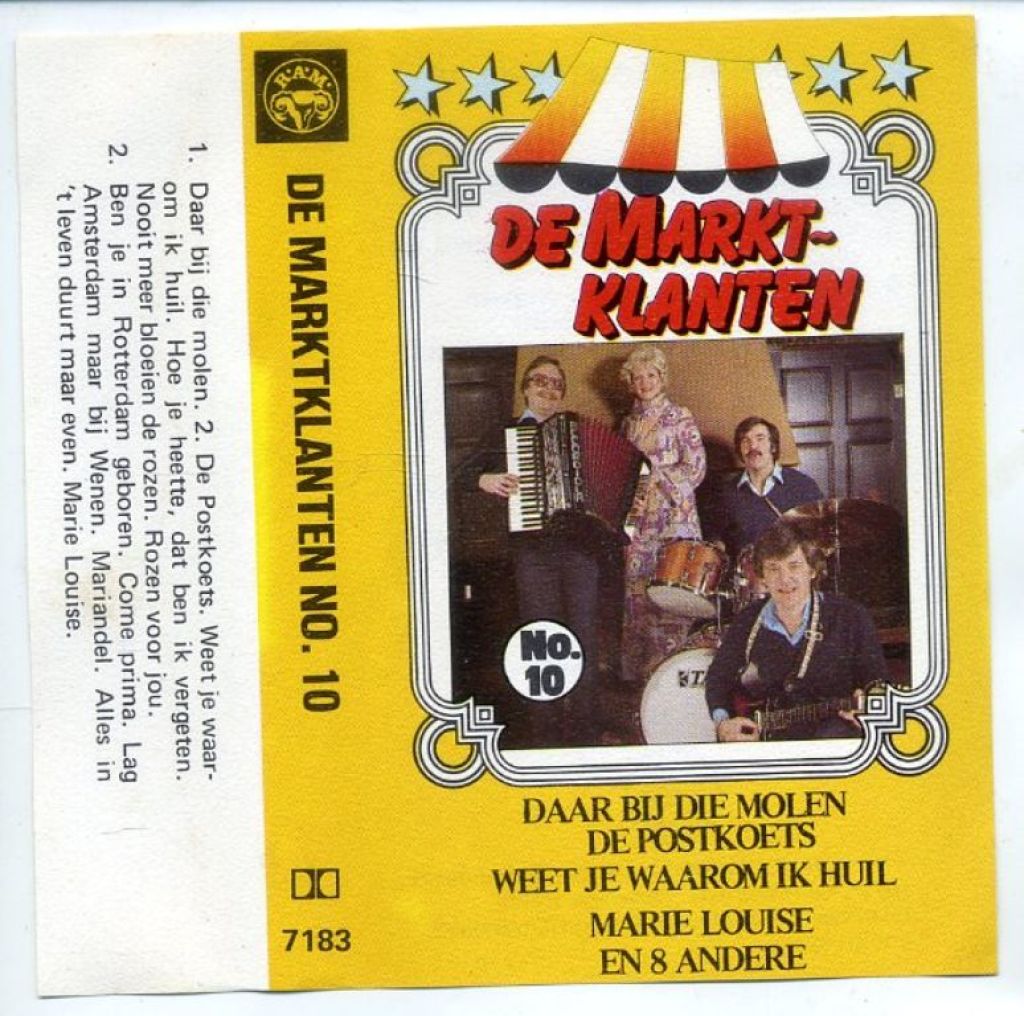 1. Daar bij die molen. 2. De Postkoets. Weet je waar-
om ik huil. Hoe je heette, dat ben ik vergeten.
Nooit meer bloeien de rozen. Rozen voor jou.
2. Ben je in Rotterdam geboren. Come prima. Lag
Amsterdam maar bij Wenen. Mariandel. Alles in
't leven duurt maar even. Marie Louise.
R·A·M·
DE MARKTKLANTEN NO. 10
7183
DE MARKT-
KLANTEN
No.
10
DAAR BIJ DIE MOLEN
DE POSTKOETS
WEET JE WAAROM IK HUIL
MARIE LOUISE
EN 8 ANDERE